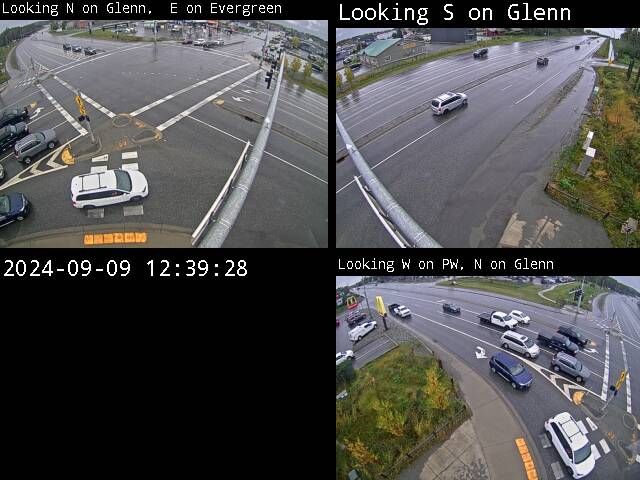 Looking N on Glenn, E on Evergreen
Looking S on Glenn
2024-09-09 12:39:28
Looking W on PW, N on Glenn